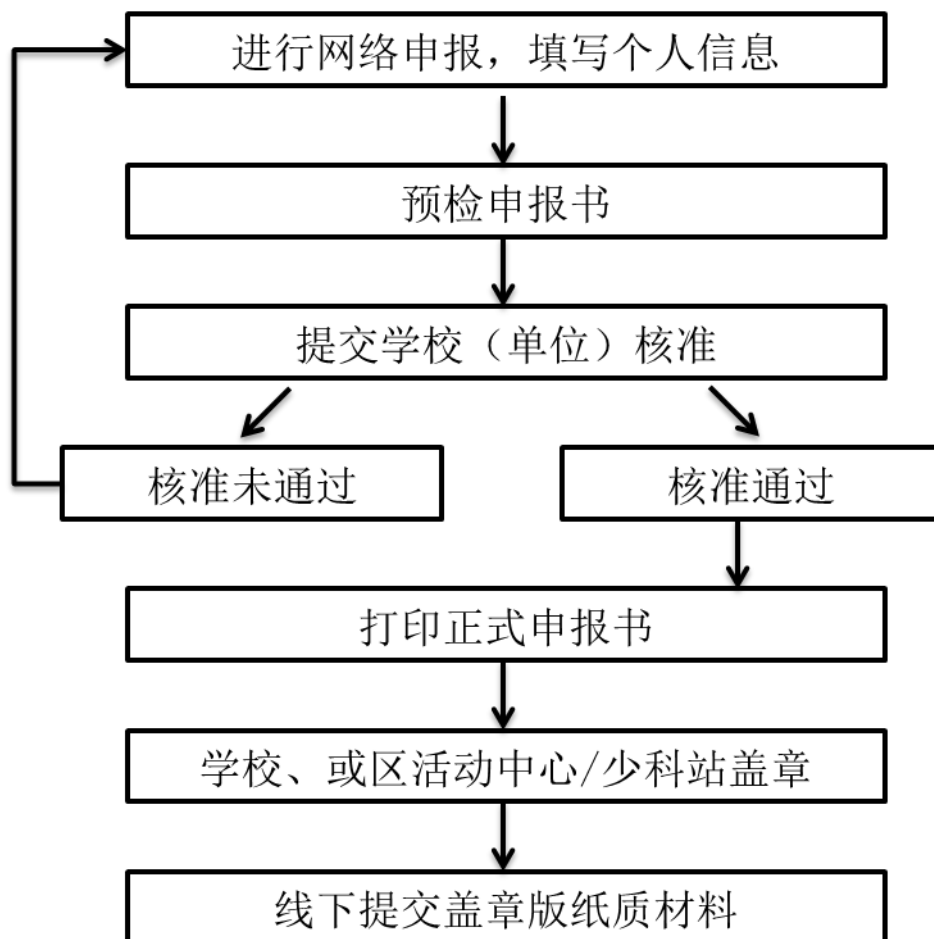 进行网络申报，填写个人信息
预检申报书
提交学校（单位）核准
核准未通过
核准通过
打印正式申报书
学校、或区活动中心/少科站盖章
线下提交盖章版纸质材料